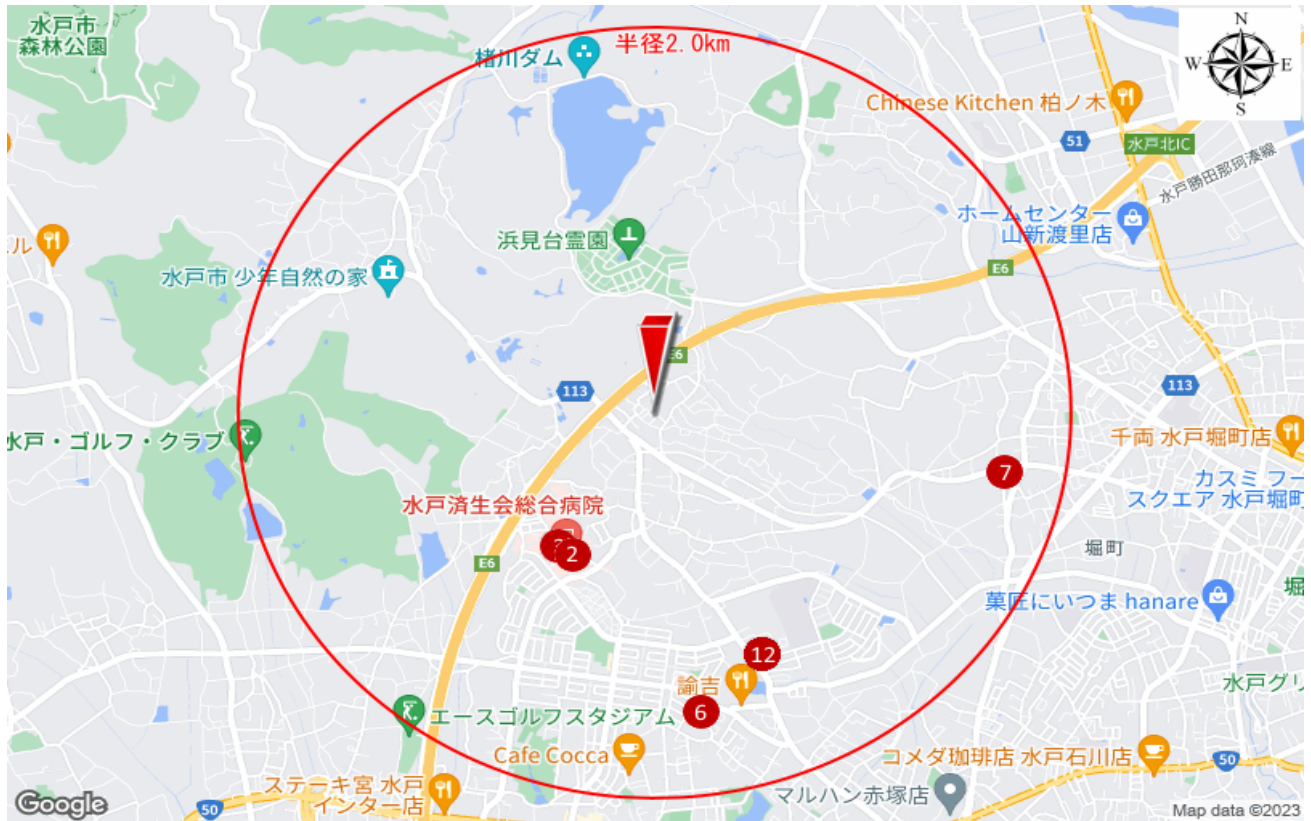 水戸市
森林公園
楮川ダム
半径2.0km
N
W
E
S
Chinese Kitchen 柏ノ木
51
水戸北IC
水戸勝田那珂湊線
ホームセンター
山新渡里店
ル
浜見台霊園
水戸市 少年自然の家
E6
E6
113
113
水戸・ゴルフ・クラブ
千両 水戸堀町店
7
カスミ フー
スクエア 水戸堀町
水戸済生会総合病院
2
E6
堀町
菓匠にいつま hanare
堀
12
諭吉
水戸グリ
6
エースゴルフスタジアム
Cafe Cocca
コメダ珈琲店 水戸石川店
50
ステーキ宮 水戸
インター店
マルハン赤塚店
50
Google
Map data ©2023